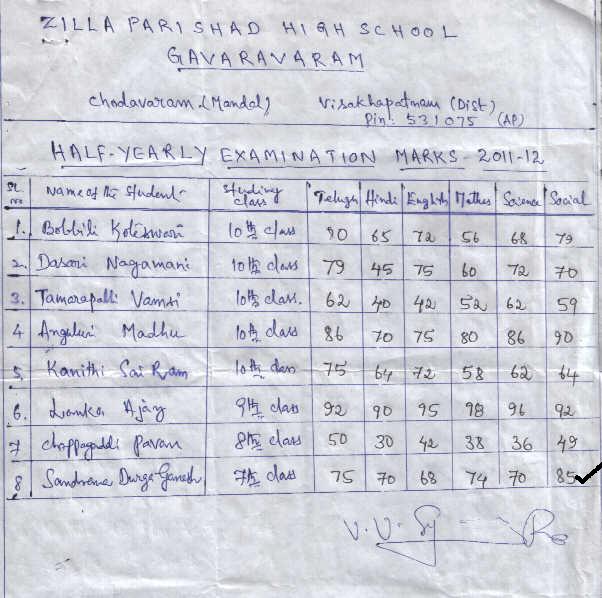 ZILLA PARISHAD HIGH SCHOOL
GAVARAVARAM
Chodavaram (Mandal) Visakhapatnam (Dist)
Pin: 531075 (AP)
HALF-YEARLY EXAMINATION MARKS - 2011-12
Sl. no Name of the Student Studying class Telugu Hindi English Mathes Science Social
1. Bobbili Koteswari 10th class 90 65 72 56 68 79
2. Dasari Nagamani 10th class 79 45 75 60 72 70
3. Tamarapalli Vamsi 10th class. 62 40 42 52 62 59
4 Anguluri Madhu 10th class 86 70 75 80 86 90
5. Kanithi Sai Ram 10th class 75 64 72 58 62 64
6. Lanka Ajay 9th class 92 90 95 98 96 92
7 Chappagaddi Pavan 8th class 50 30 42 38 36 49
8 Durga Ganesh 7th class 75 70 68 74 70 85